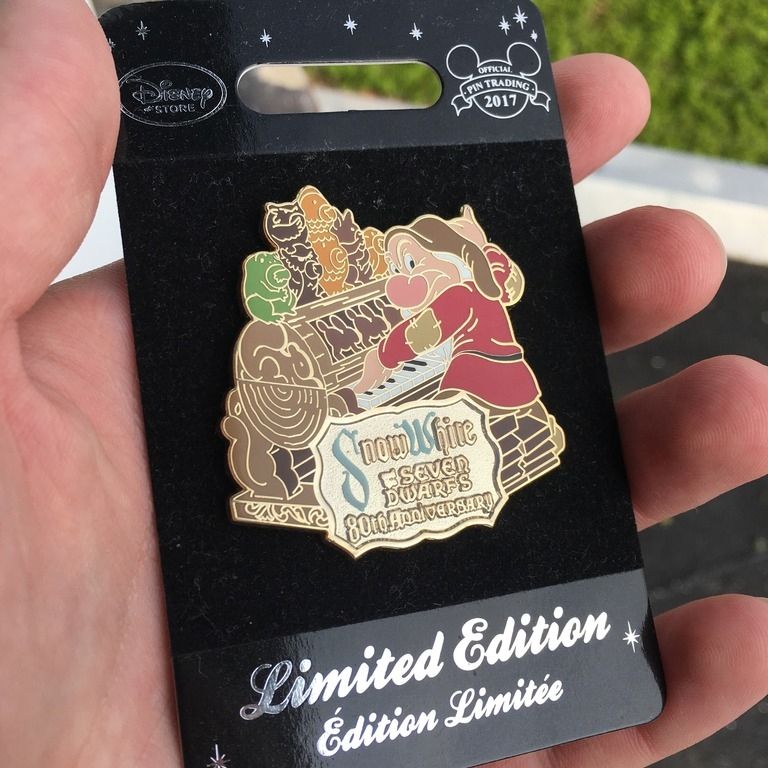 Disney
STORE
OFFICIAL
PIN TRADING
2017
Snow White
& SEVEN
DWARFS
80th ANNIVERSARY
Limited Edition
Édition Limitée